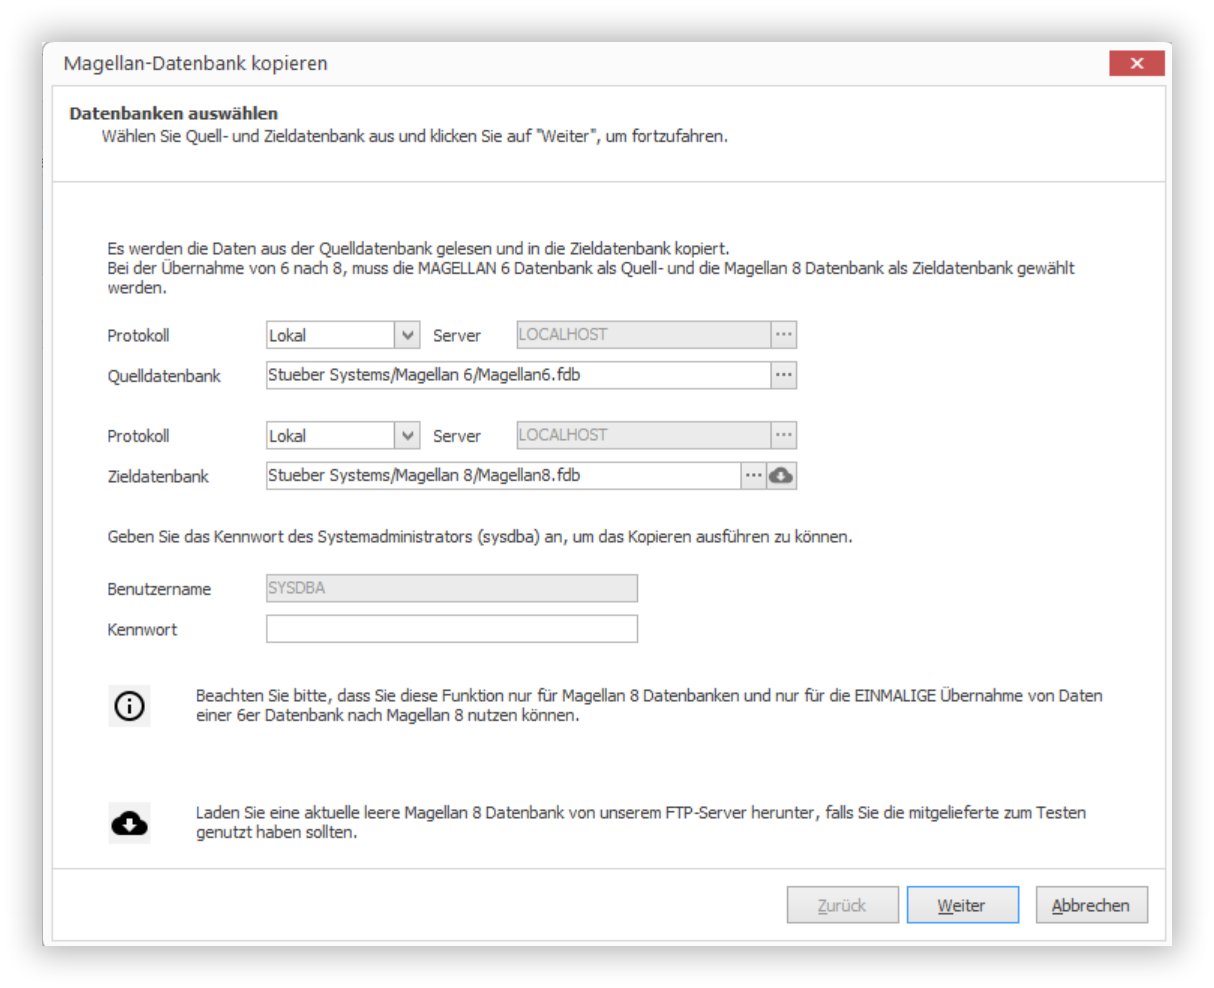 Magellan-Datenbank kopieren
Datenbanken auswählen
Wählen Sie Quell- und Zieldatenbank aus und klicken Sie auf "Weiter", um fortzufahren.
Es werden die Daten aus der Quelldatenbank gelesen und in die Zieldatenbank kopiert.
Bei der Übernahme von 6 nach 8, muss die MAGELLAN 6 Datenbank als Quell- und die Magellan 8 Datenbank als Zieldatenbank gewählt
werden.
Protokoll Lokal Server LOCALHOST ...
Quelldatenbank Stueber Systems/Magellan 6/Magellan6.fdb ...
Protokoll Lokal Server LOCALHOST ...
Zieldatenbank Stueber Systems/Magellan 8/Magellan8.fdb ...
Geben Sie das Kennwort des Systemadministrators (sysdba) an, um das Kopieren ausführen zu können.
Benutzername SYSDBA
Kennwort
Beachten Sie bitte, dass Sie diese Funktion nur für Magellan 8 Datenbanken und nur für die EINMALIGE Übernahme von Daten
einer 6er Datenbank nach Magellan 8 nutzen können.
Laden Sie eine aktuelle leere Magellan 8 Datenbank von unserem FTP-Server herunter, falls Sie die mitgelieferte zum Testen
genutzt haben sollten.
Zurück Weiter Abbrechen